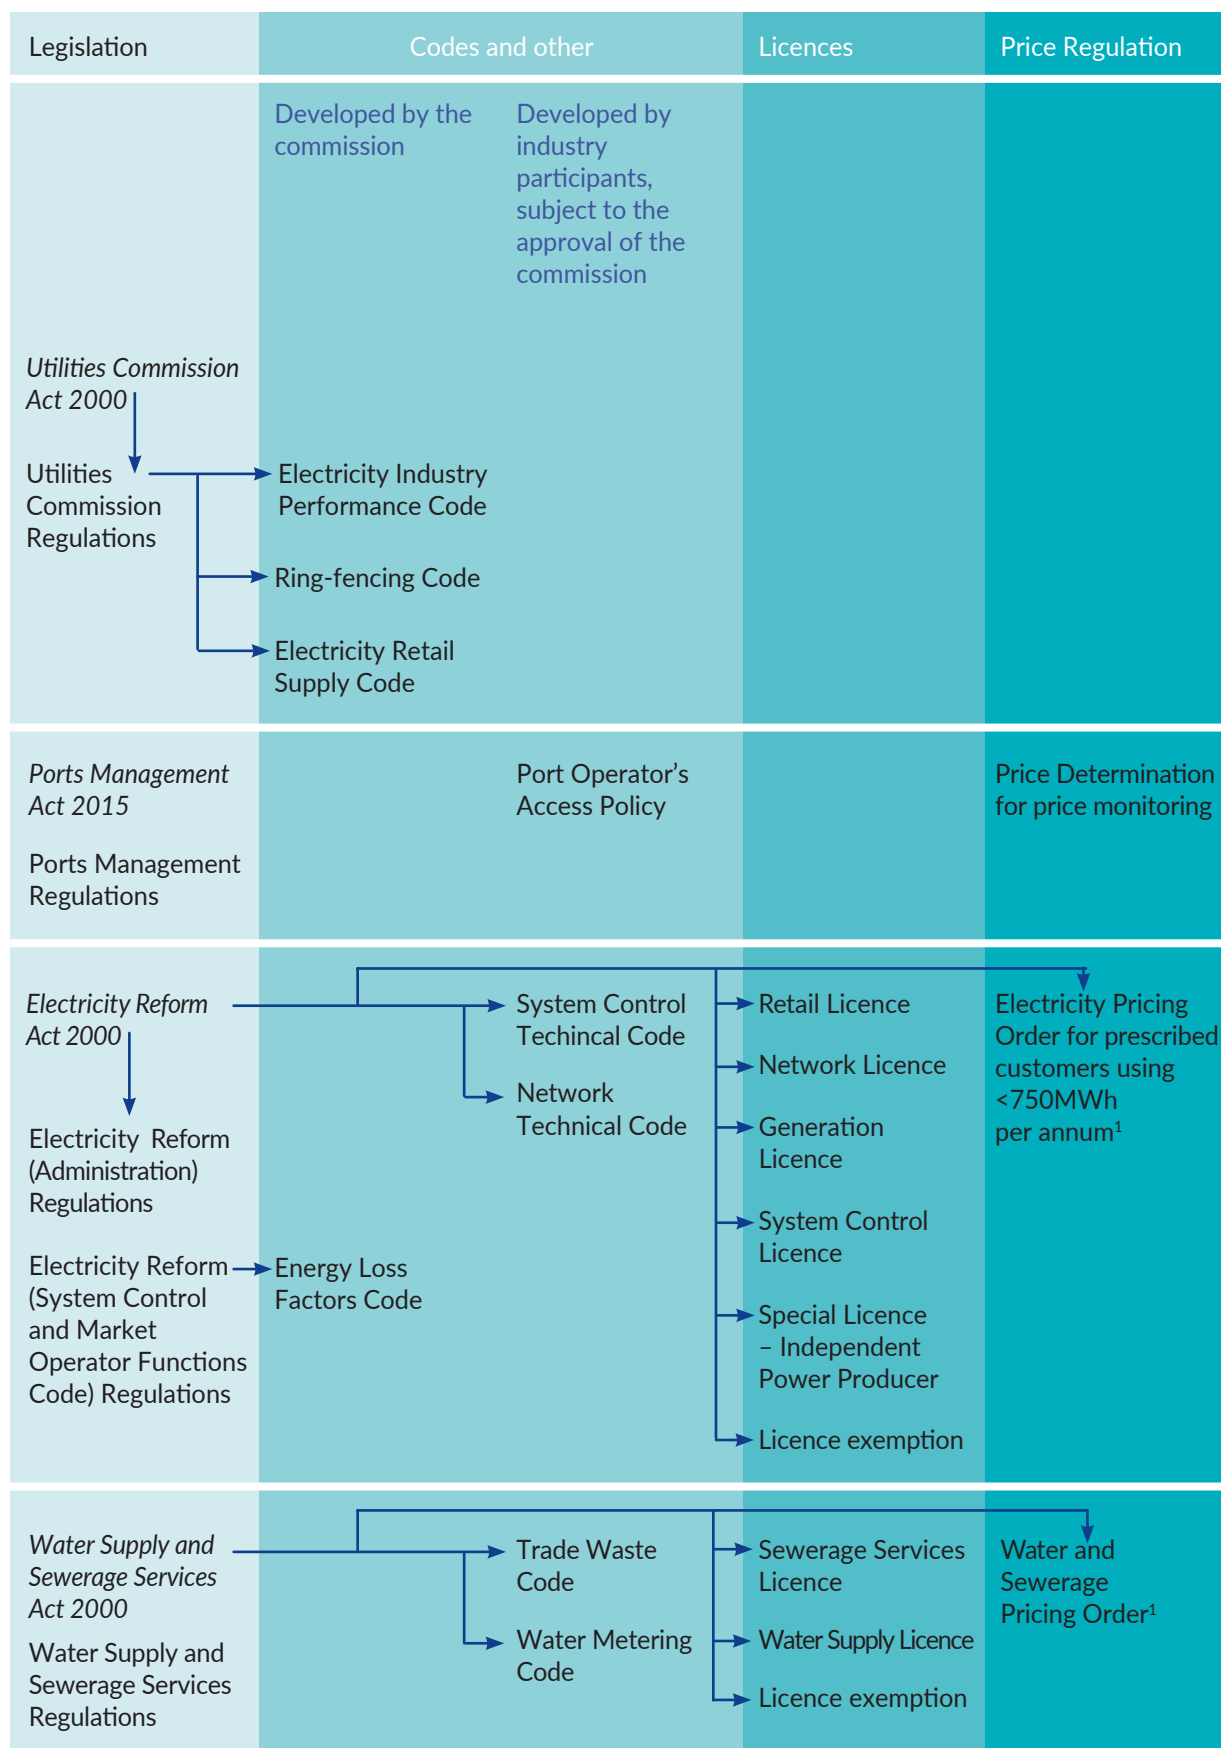 Legislation
Codes and other
Licences
Price Regulation
Developed by the
commission
Developed by
industry
participants,
subject to the
approval of the
commission
Utilities Commission
Act 2000
Utilities
Commission
Regulations
Electricity Industry
Performance Code
Ring-fencing Code
Electricity Retail
Supply Code
Ports Management
Act 2015
Ports Management
Regulations
Port Operator’s
Access Policy
Price Determination
for price monitoring
Electricity Reform
Act 2000
Electricity Reform
(Administration)
Regulations
Electricity Reform
(System Control
and Market
Operator Functions
Code) Regulations
Energy Loss
Factors Code
System Control
Techincal Code
Network
Technical Code
Retail Licence
Network Licence
Generation
Licence
System Control
Licence
Special Licence
– Independent
Power Producer
Licence exemption
Electricity Pricing
Order for prescribed
customers using
<750MWh
per annum¹
Water Supply and
Sewerage Services
Act 2000
Water Supply and
Sewerage Services
Regulations
Trade Waste
Code
Water Metering
Code
Sewerage Services
Licence
Water Supply Licence
Licence exemption
Water and
Sewerage
Pricing Order¹